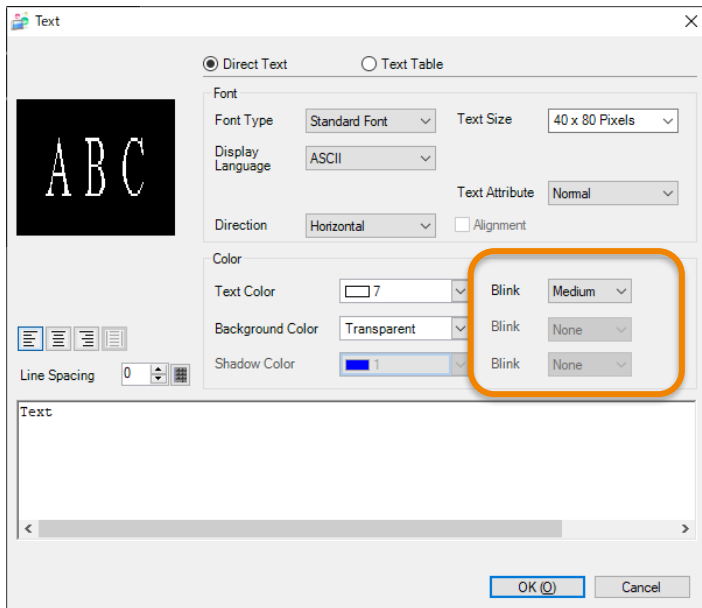 Text
Direct Text
Text Table
Font
Font Type
Standard Font
Text Size
40 x 80 Pixels
Display
Language
ASCII
Text Attribute
Normal
Direction
Horizontal
Alignment
ABC
Color
Text Color
7
Blink
Medium
Background Color
Transparent
Blink
None
Shadow Color
1
Blink
None
Line Spacing
0
Text
OK (O)
Cancel